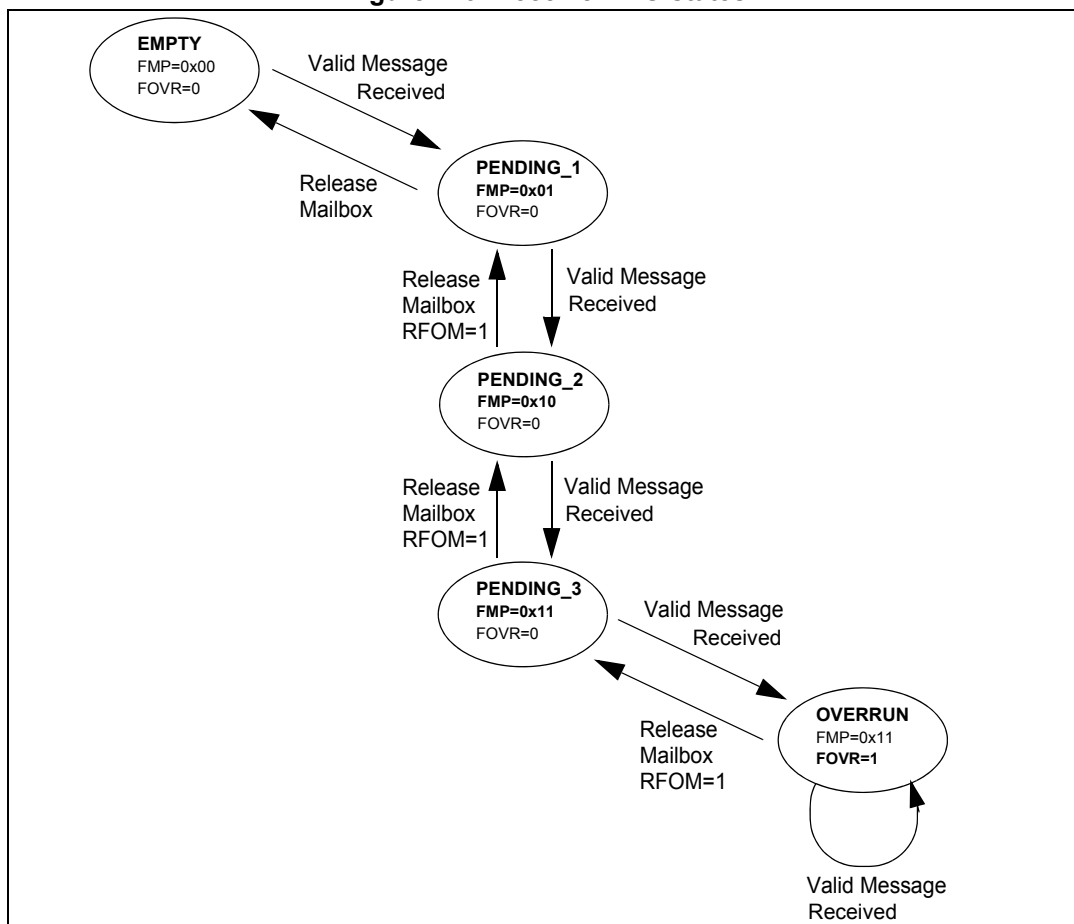 EMPTY
FMP=0x00
FOVR=0
Valid Message
Received
Release
Mailbox
PENDING_1
FMP=0x01
FOVR=0
Release
Mailbox
RFOM=1
Valid Message
Received
PENDING_2
FMP=0x10
FOVR=0
Release
Mailbox
RFOM=1
Valid Message
Received
PENDING_3
FMP=0x11
FOVR=0
Valid Message
Received
Release
Mailbox
RFOM=1
OVERRUN
FMP=0x11
FOVR=1
Valid Message
Received